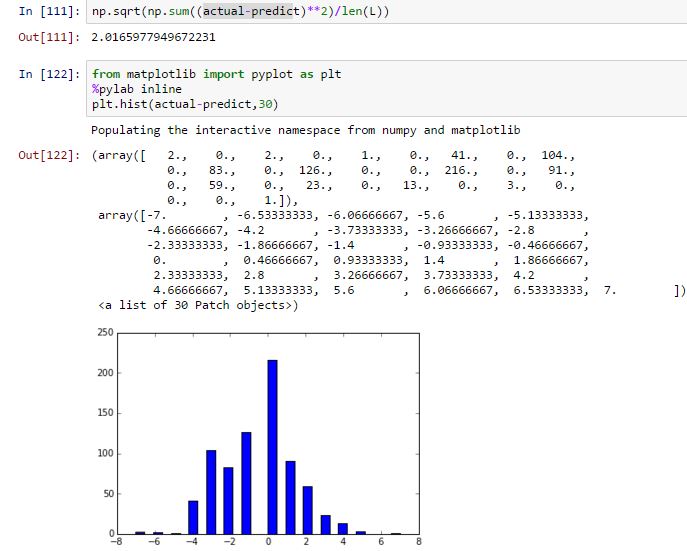 In [111]: np.sqrt(np.sum((actual-predict)**2)/len(L))
Out[111]: 2.0165977949672231
In [122]: from matplotlib import pyplot as plt
%pylab inline
plt.hist(actual-predict,30)
Populating the interactive namespace from numpy and matplotlib
Out[122]: (array([ 2., 0., 2., 0., 1., 0., 41., 0., 104.,
0., 83., 0., 126., 0., 0., 216., 0., 91.,
0., 59., 0., 23., 0., 13., 0., 3., 0.,
0., 0., 1.]),
array([-7. , -6.53333333, -6.06666667, -5.6 , -5.13333333,
-4.66666667, -4.2 , -3.73333333, -3.26666667, -2.8 ,
-2.33333333, -1.86666667, -1.4 , -0.93333333, -0.46666667,
0. , 0.46666667, 0.93333333, 1.4 , 1.86666667,
2.33333333, 2.8 , 3.26666667, 3.73333333, 4.2 ,
4.66666667, 5.13333333, 5.6 , 6.06666667, 6.53333333, 7. ])
<a list of 30 Patch objects>)
250
200
150
100
50
0
−8 −6 −4 −2 0 2 4 6 8